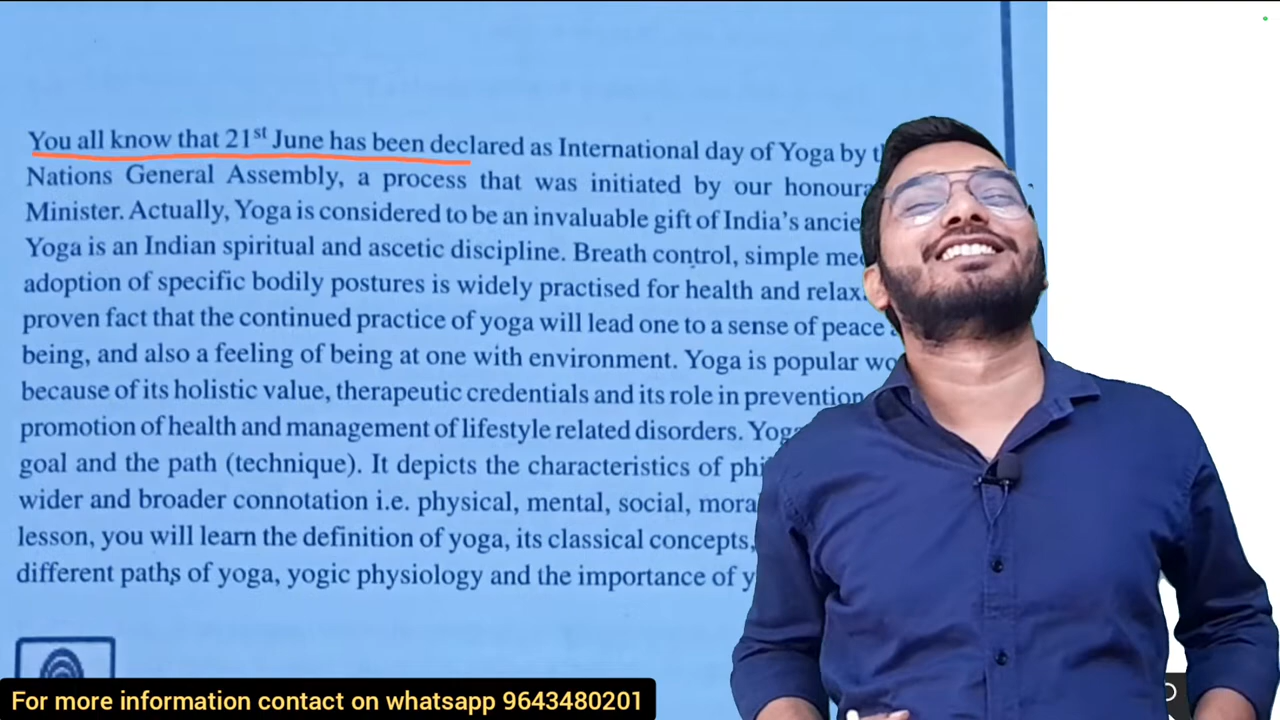 You all know that 21st June has been declared as International day of Yoga by
Nations General Assembly, a process that was initiated by our
Minister. Actually, Yoga is considered to be an invaluable gift of India's
Yoga is an Indian spiritual and ascetic discipline. Breath control, simple
adoption of specific bodily postures is widely practised for health and
proven fact that the continued practice of yoga will lead one to a sense of peace
being, and also a feeling of being at one with environment. Yoga is popular
because of its holistic value, therapeutic credentials and its role in prevention
promotion of health and management of lifestyle related disorders.
goal and the path (technique). It depicts the characteristics of
wider and broader connotation i.e. physical, mental, social,
lesson, you will learn the definition of yoga, its classical concepts,
different paths of yoga, yogic physiology and the importance of
For more information contact on whatsapp 9643480201